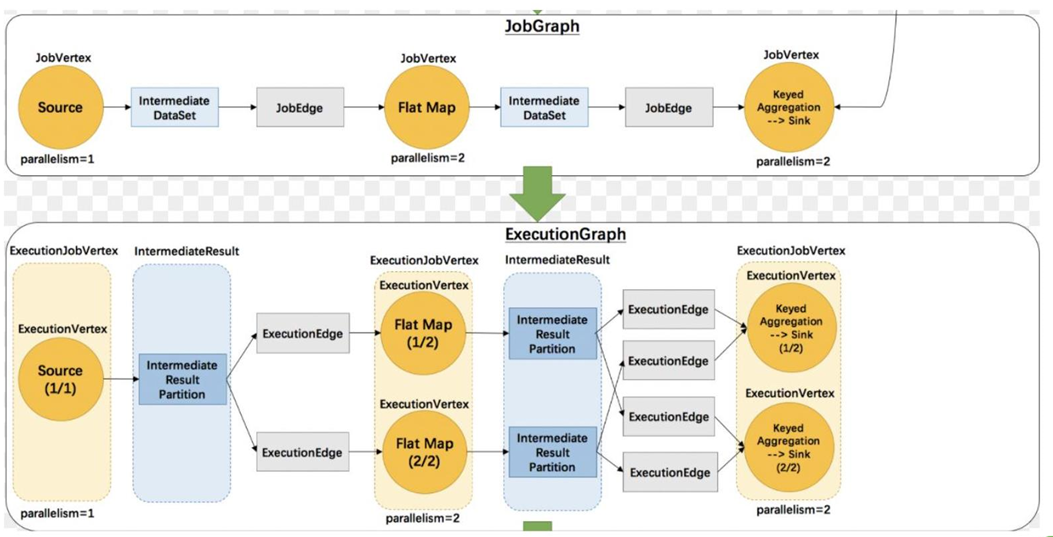 JobGraph
JobVertex
JobVertex
JobVertex
Source
Intermediate
DataSet
JobEdge
Flat Map
Intermediate
DataSet
JobEdge
Keyed
Aggregation
--> Sink
parallelism=1
parallelism=2
parallelism=2
ExecutionGraph
ExecutionJobVertex
IntermediateResult
ExecutionJobVertex
IntermediateResult
ExecutionJobVertex
ExecutionVertex
Source
(1/1)
Intermediate
Result
Partition
ExecutionEdge
ExecutionEdge
ExecutionVertex
Flat Map
(1/2)
ExecutionVertex
Flat Map
(2/2)
Intermediate
Result
Partition
Intermediate
Result
Partition
ExecutionEdge
ExecutionEdge
ExecutionEdge
ExecutionEdge
ExecutionVertex
Keyed
Aggregation
--> Sink
(1/2)
ExecutionVertex
Keyed
Aggregation
--> Sink
(2/2)
parallelism=1
parallelism=2
parallelism=2